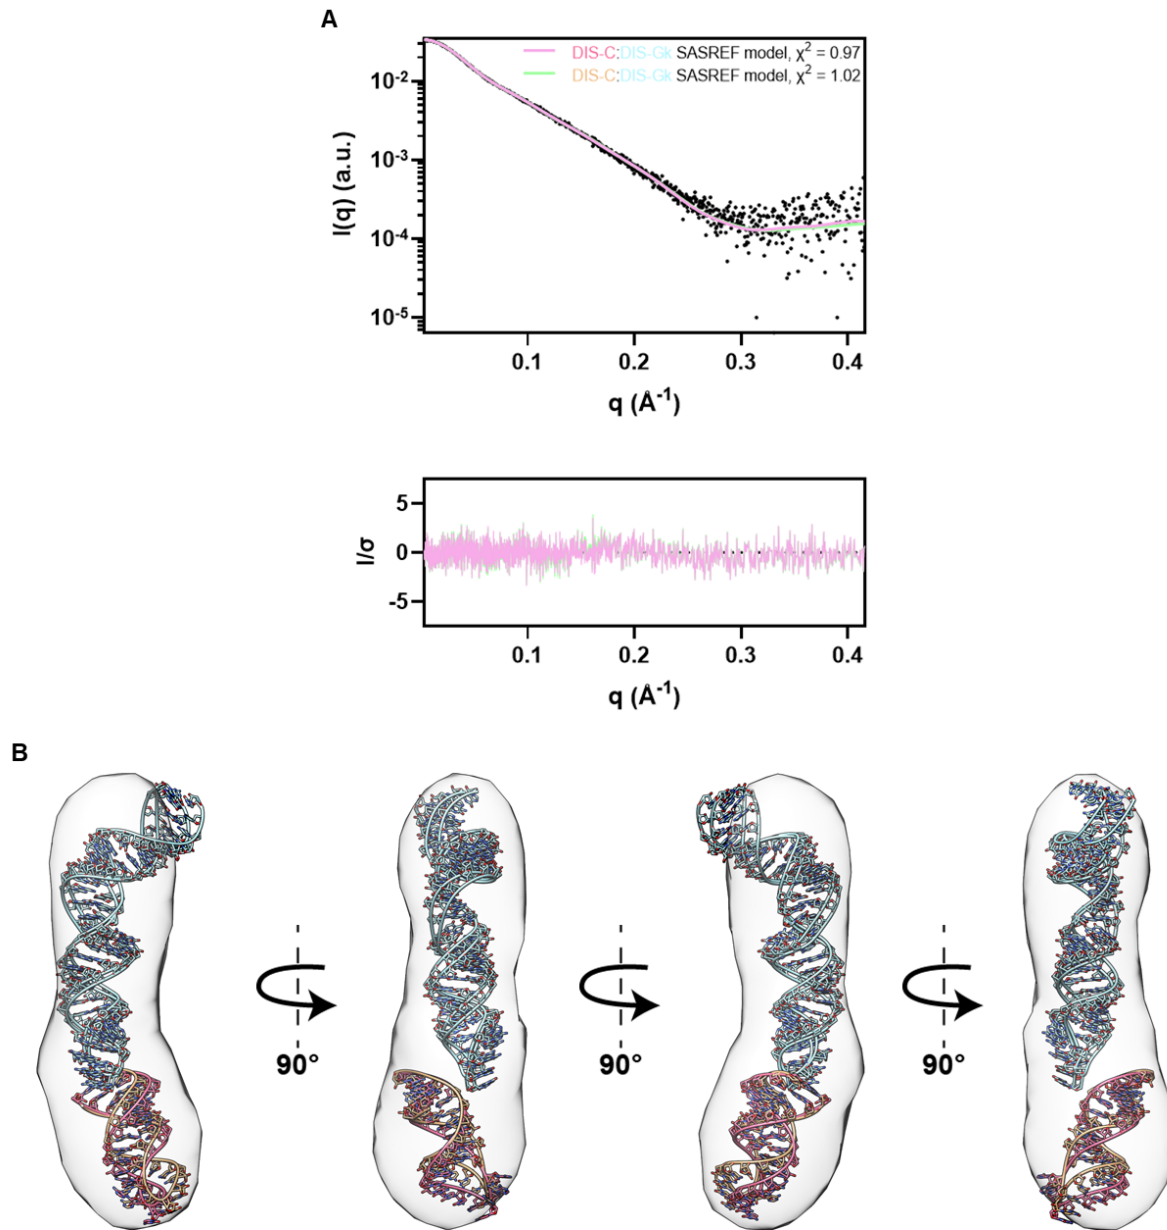 A
DIS-C:DIS-Gk SASREF model, χ² = 0.97
DIS-C:DIS-Gk SASREF model, χ² = 1.02
I(q) (a.u.)
10⁻²
10⁻³
10⁻⁴
10⁻⁵
0.1 0.2 0.3 0.4
q (Å⁻¹)
I/σ
5
0
-5
0.1 0.2 0.3 0.4
q (Å⁻¹)
B
90° 90° 90°